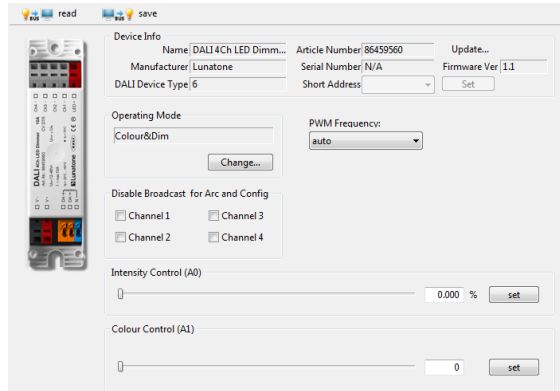 read save
Device Info
Name DALI 4Ch LED Dimm... Article Number 86459560 Update...
Manufacturer Lunatone Serial Number N/A Firmware Ver 1.1
DALI Device Type 6 Short Address Set
Operating Mode
Colour&Dim
Change...
PWM Frequency:
auto
Disable Broadcast for Arc and Config
Channel 1 Channel 3
Channel 2 Channel 4
Intensity Control (A0)
0.000 % set
Colour Control (A1)
0 set
BUS
BUS
DALI 4Ch LED Dimmer
Lunatone